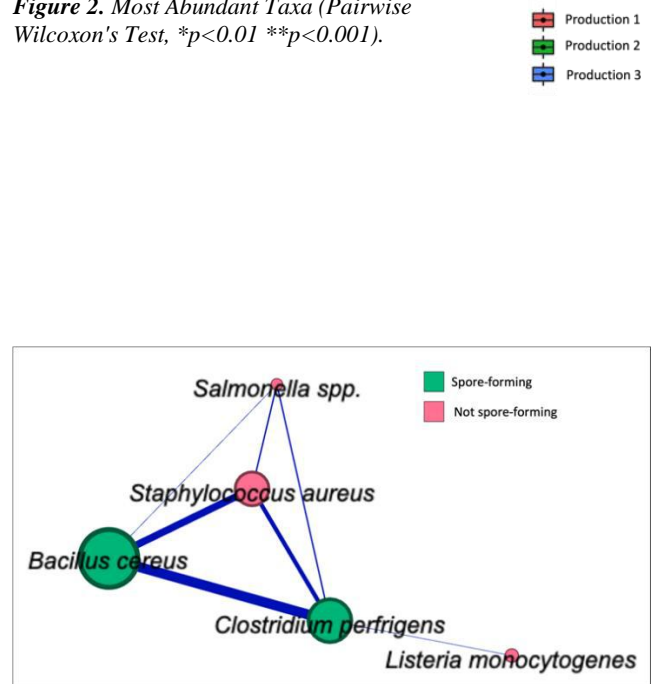 Figure 2. Most Abundant Taxa (Pairwise
Wilcoxon's Test, *p<0.01 **p<0.001).
Production 1
Production 2
Production 3
Spore-forming
Not spore-forming
Salmonella spp.
Staphylococcus aureus
Bacillus cereus
Clostridium perfrigens
Listeria monocytogenes